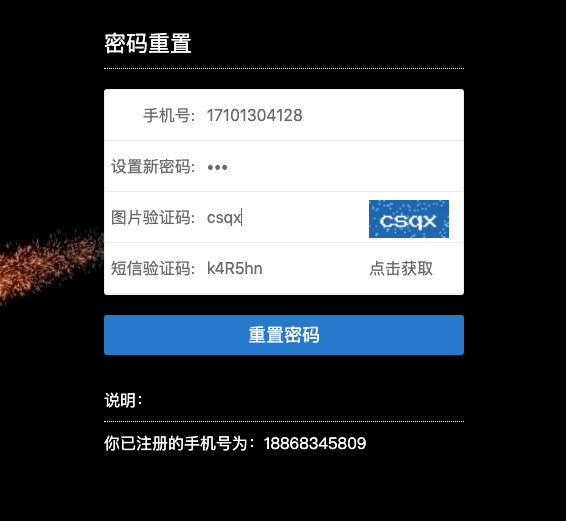 密码重置
手机号: 17101304128
设置新密码: •••
图片验证码: csqx csqx
短信验证码: k4R5hn 点击获取
重置密码
说明：
你已注册的手机号为：18868345809